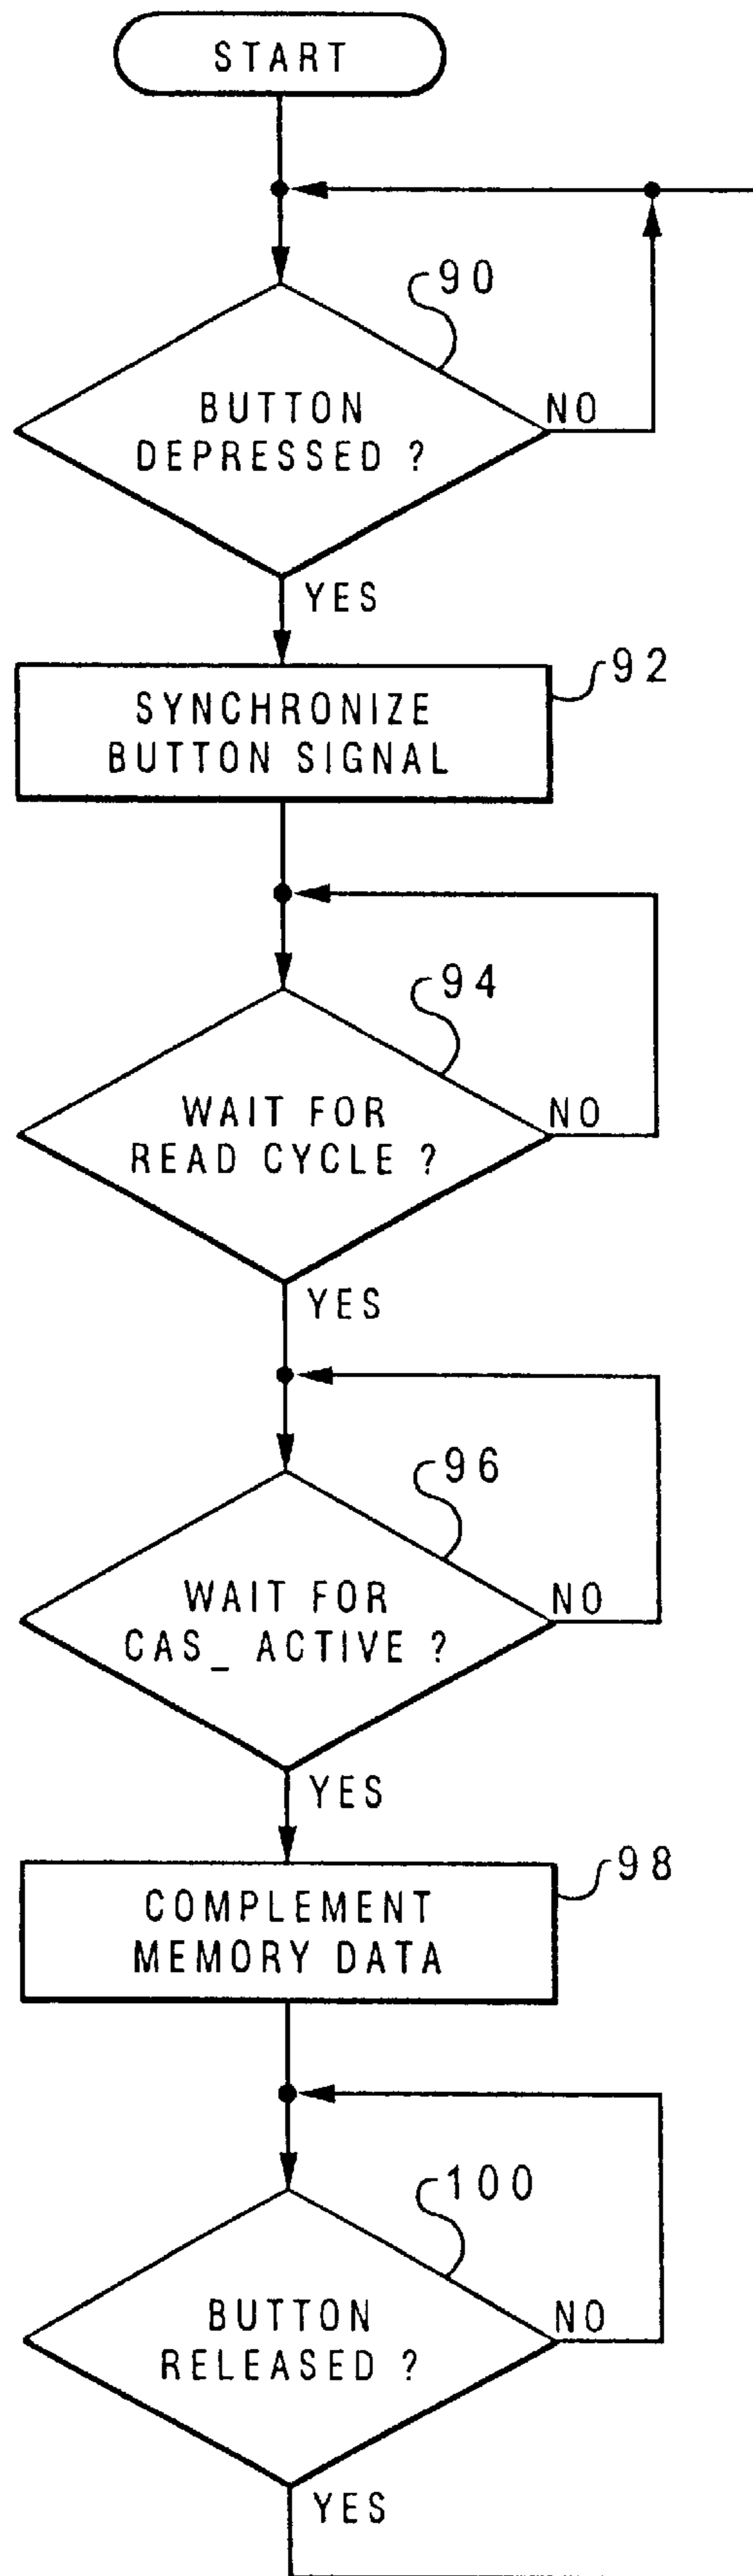 START
90
BUTTON
DEPRESSED ?
NO
YES
92
SYNCHRONIZE
BUTTON SIGNAL
94
WAIT FOR
READ CYCLE ?
NO
YES
96
WAIT FOR
CAS_ ACTIVE ?
NO
YES
98
COMPLEMENT
MEMORY DATA
100
BUTTON
RELEASED ?
NO
YES